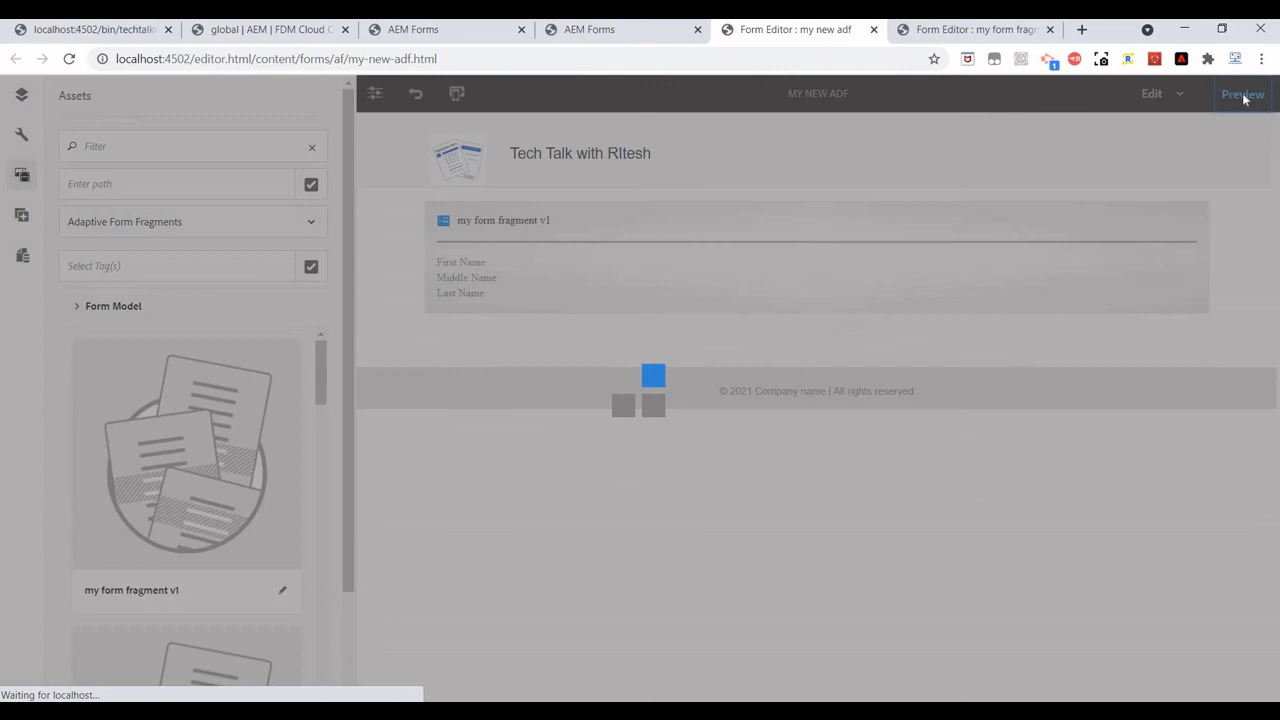 localhost:4502/bin/techtalk
global | AEM | FDM Cloud C
AEM Forms
AEM Forms
Form Editor : my new adf
Form Editor : my form fragm
localhost:4502/editor.html/content/forms/af/my-new-adf.html
1
Assets
MY NEW ADF
Edit
Preview
Filter
Enter path
Adaptive Form Fragments
Select Tag(s)
Form Model
my form fragment v1
Tech Talk with RItesh
my form fragment v1
First Name
Middle Name
Last Name
© 2021 Company name | All rights reserved
Waiting for localhost...